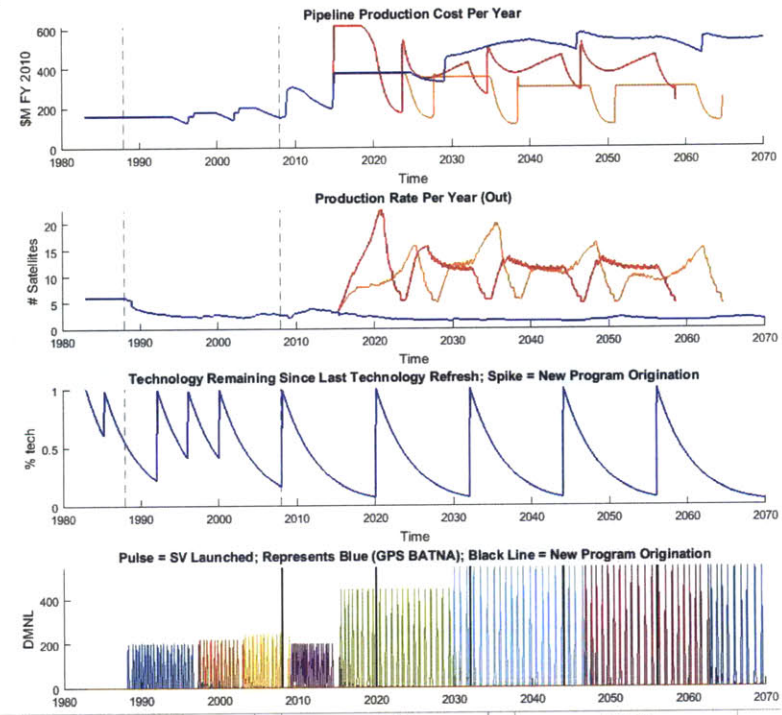 Pipeline Production Cost Per Year
$M FY 2010
600
400
200
0
1980 1990 2000 2010 2020 2030 2040 2050 2060 2070
Time
Production Rate Per Year (Out)
# Satellites
20
15
10
5
0
1980 1990 2000 2010 2020 2030 2040 2050 2060 2070
Time
Technology Remaining Since Last Technology Refresh; Spike = New Program Origination
% tech
1
0.5
0
1980 1990 2000 2010 2020 2030 2040 2050 2060 2070
Time
Pulse = SV Launched; Represents Blue (GPS BATNA); Black Line = New Program Origination
DMNL
400
200
0
1980 1990 2000 2010 2020 2030 2040 2050 2060 2070